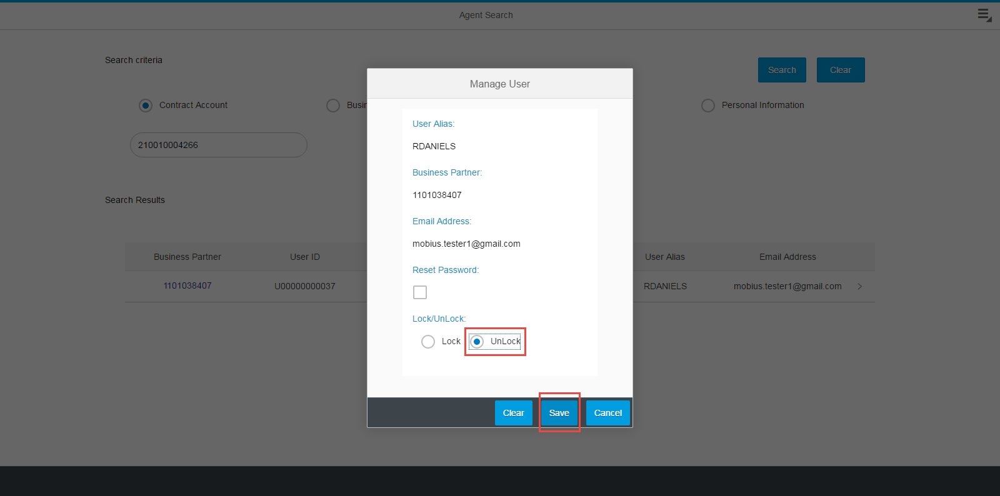 Agent Search
Search criteria
Search
Clear
Contract Account
Personal Information
210010004266
Search Results
Business Partner User ID User Alias Email Address
1101038407 U00000000037 RDANIELS mobius.tester1@gmail.com
Manage User
User Alias:
RDANIELS
Business Partner:
1101038407
Email Address:
mobius.tester1@gmail.com
Reset Password:
Lock/UnLock:
Lock UnLock
Clear Save Cancel